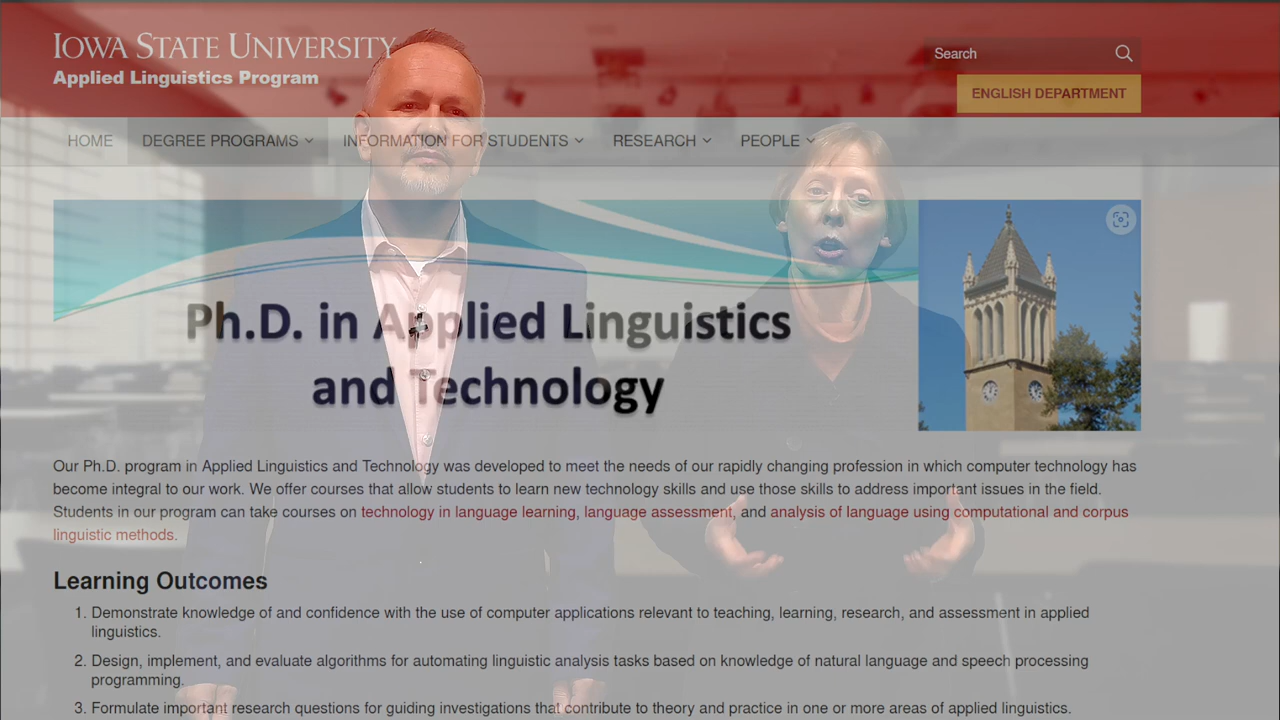 IOWA STATE UNIVERSITY
Applied Linguistics Program
Search
ENGLISH DEPARTMENT
HOME DEGREE PROGRAMS INFORMATION FOR STUDENTS RESEARCH PEOPLE
Ph.D. in Applied Linguistics
and Technology
Our Ph.D. program in Applied Linguistics and Technology was developed to meet the needs of our rapidly changing profession in which computer technology has
become integral to our work. We offer courses that allow students to learn new technology skills and use those skills to address important issues in the field.
Students in our program can take courses on technology in language learning, language assessment, and analysis of language using computational and corpus
linguistic methods.
Learning Outcomes
1. Demonstrate knowledge of and confidence with the use of computer applications relevant to teaching, learning, research, and assessment in applied
linguistics.
2. Design, implement, and evaluate algorithms for automating linguistic analysis tasks based on knowledge of natural language and speech processing
programming.
3. Formulate important research questions for guiding investigations that contribute to theory and practice in one or more areas of applied linguistics.